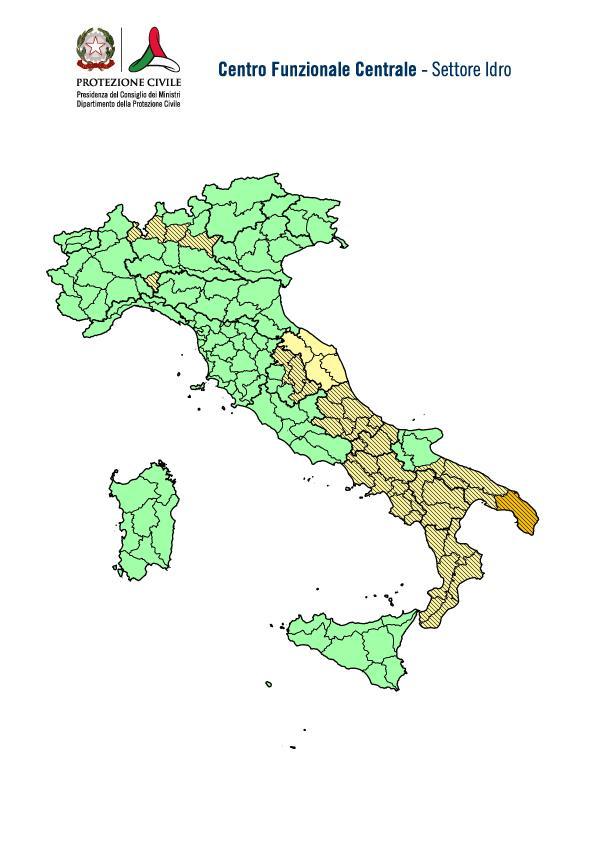 PROTEZIONE CIVILE
Presidenza del Consiglio dei Ministri
Dipartimento della Protezione Civile
Centro Funzionale Centrale - Settore Idro